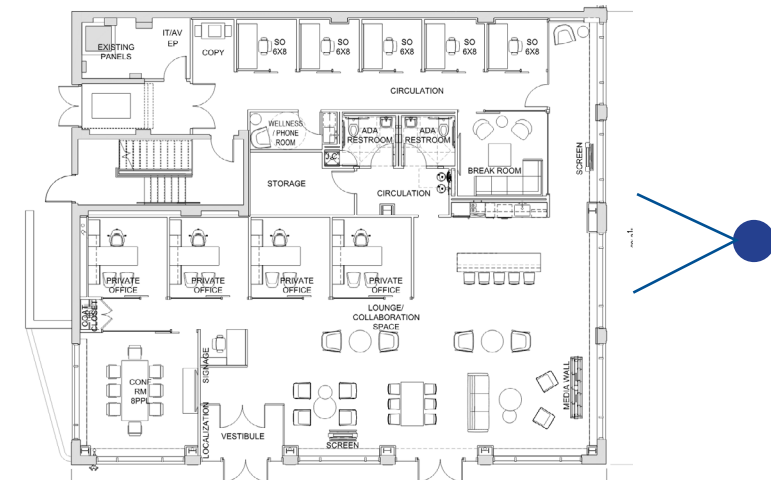 EXISTING
PANELS
IT/AV
EP
COPY
SO
6X8
SO
6X8
SO
6X8
SO
6X8
SO
6X8
CIRCULATION
WELLNESS
/ PHONE
ROOM
ADA
RESTROOM
ADA
RESTROOM
BREAK ROOM
SCREEN
STORAGE
CIRCULATION
PRIVATE
OFFICE
PRIVATE
OFFICE
PRIVATE
OFFICE
PRIVATE
OFFICE
COAT
CLOSET
LOUNGE/
COLLABORATION
SPACE
CONF
RM
8PPL
SIGNAGE
LOCALIZATION
VESTIBULE
SCREEN
MEDIA WALL